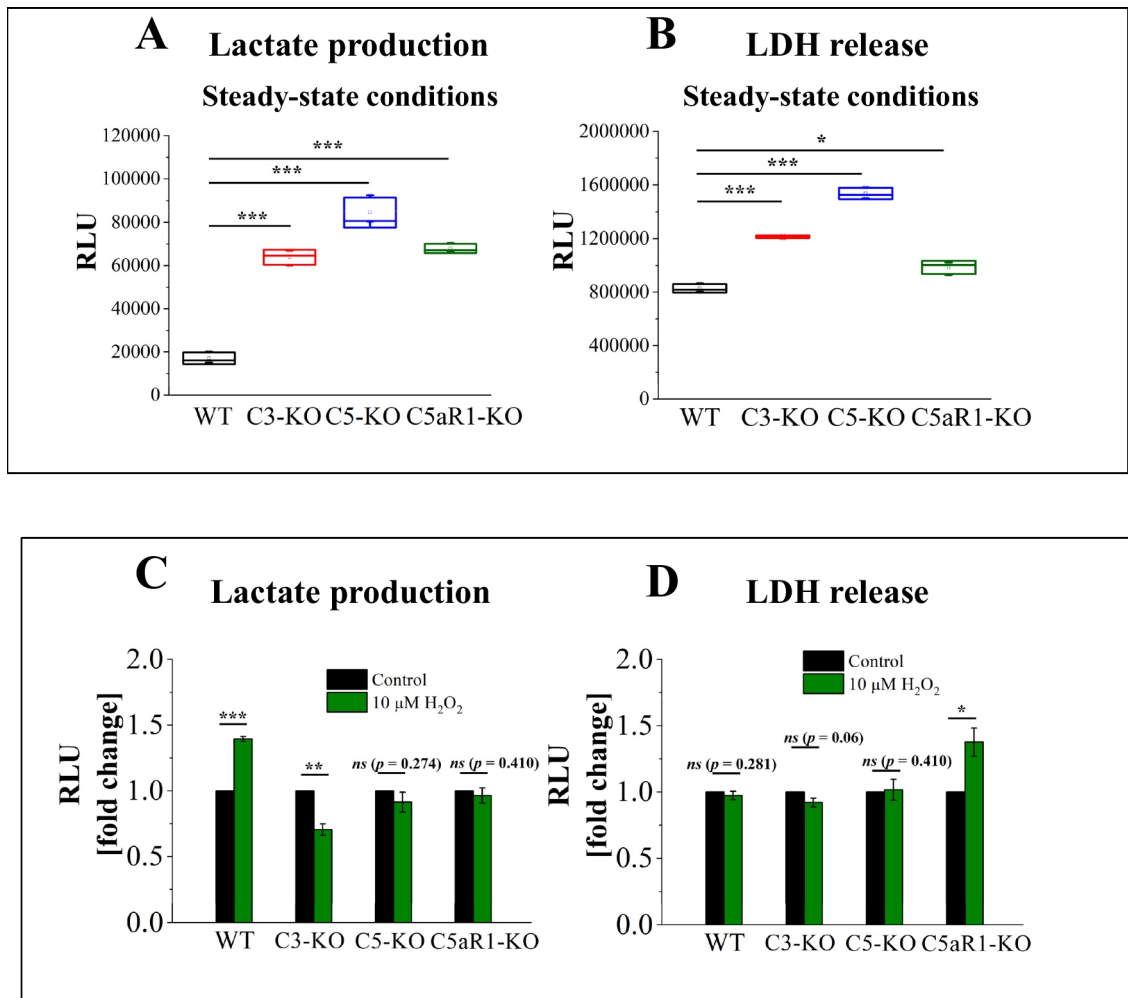 A
Lactate production
Steady-state conditions
RLU
120000
100000
80000
60000
40000
20000
0
***
***
***
WT C3-KO C5-KO C5aR1-KO
B
LDH release
Steady-state conditions
RLU
2000000
1600000
1200000
800000
400000
0
*
***
***
WT C3-KO C5-KO C5aR1-KO
C
Lactate production
RLU
[fold change]
2.0
1.5
1.0
0.5
0.0
Control
10 μM H₂O₂
***
**
ns (p = 0.274)
ns (p = 0.410)
WT C3-KO C5-KO C5aR1-KO
D
LDH release
RLU
[fold change]
2.0
1.5
1.0
0.5
0.0
Control
10 μM H₂O₂
ns (p = 0.281)
ns (p = 0.06)
ns (p = 0.410)
*
WT C3-KO C5-KO C5aR1-KO